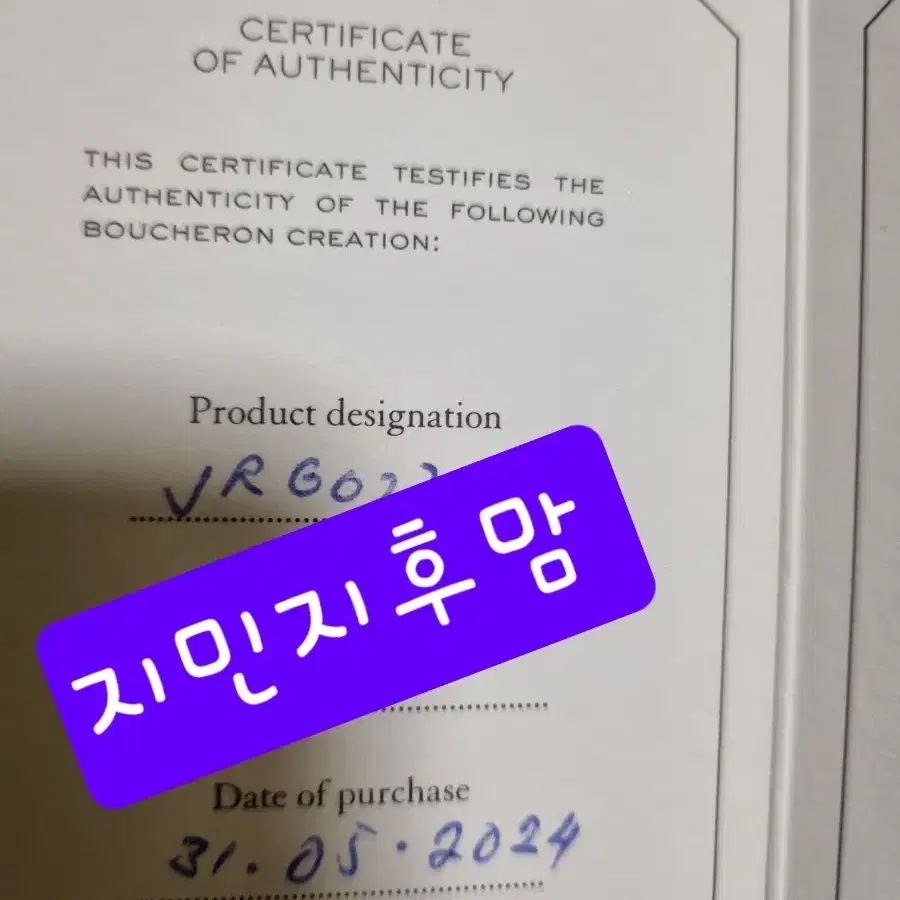 CERTIFICATE
OF AUTHENTICITY
THIS CERTIFICATE TESTIFIES THE
AUTHENTICITY OF THE FOLLOWING
BOUCHERON CREATION:
Product designation
지민지후맘
Date of purchase
31.05.2024